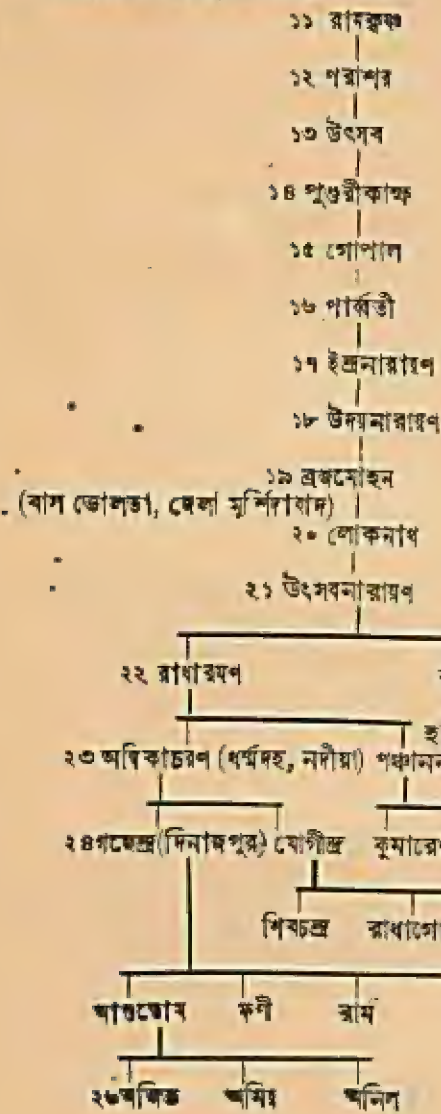 ১১ রামকৃষ্ণ
১২ পরাশর
১৩ উৎসব
১৪ পুণ্ডরীকাক্ষ
১৫ গোপাল
১৬ পার্ব্বতী
১৭ ইন্দ্রনারায়ণ
১৮ উদয়নারায়ণ
১৯ ব্রজমোহন
(বাস ভোলতা, জেলা মুর্শিদাবাদ)
২০ লোকনাথ
২১ উৎসবনারায়ণ
২২ রাধারমণ
২৩ অম্বিকাচরণ (ধর্ম্মদহ, নদীয়া) পঞ্চানন
২৪ গজেন্দ্র (দিনাজপুর) যোগীন্দ্র
শিবচন্দ্র
আশুতোষ ফণী রাম
২৬ অজিত অমিয় অনিল